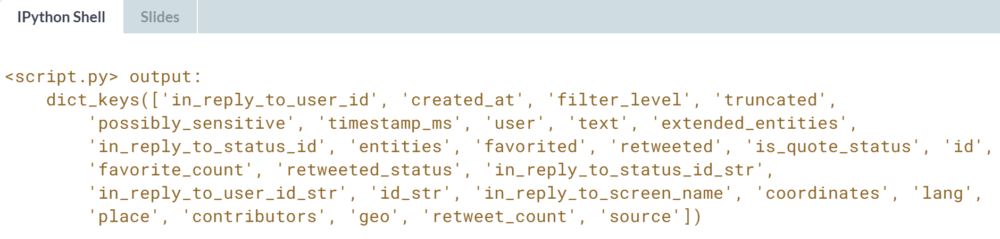 IPython Shell Slides
<script.py> output:
dict_keys(['in_reply_to_user_id', 'created_at', 'filter_level', 'truncated',
'possibly_sensitive', 'timestamp_ms', 'user', 'text', 'extended_entities',
'in_reply_to_status_id', 'entities', 'favorited', 'retweeted', 'is_quote_status', 'id',
'favorite_count', 'retweeted_status', 'in_reply_to_status_id_str',
'in_reply_to_user_id_str', 'id_str', 'in_reply_to_screen_name', 'coordinates', 'lang',
'place', 'contributors', 'geo', 'retweet_count', 'source'])